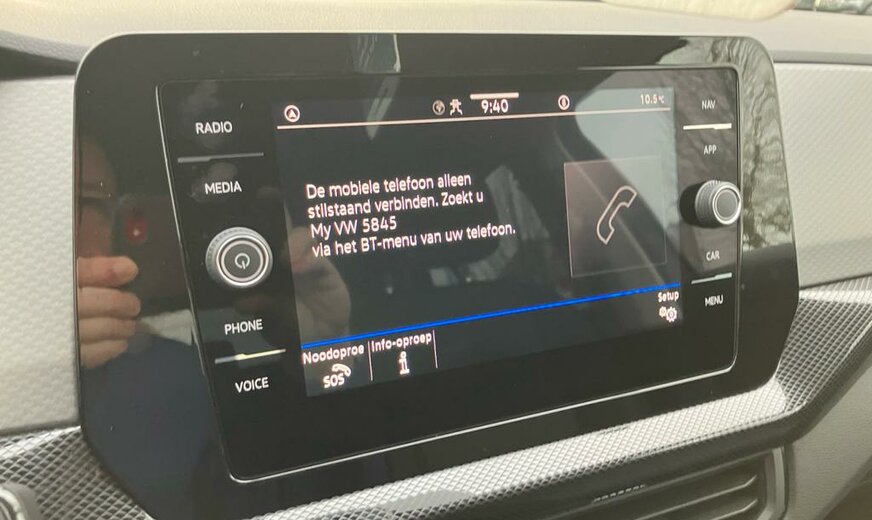 RADIO
MEDIA
PHONE
VOICE
9:40
10.5°C
De mobiele telefoon alleen
stilstaand verbinden. Zoekt u
My VW 5845
via het BT-menu van uw telefoon.
Setup
Noodoproe
SOS
Info-oproep
i
NAV
APP
CAR
MENU